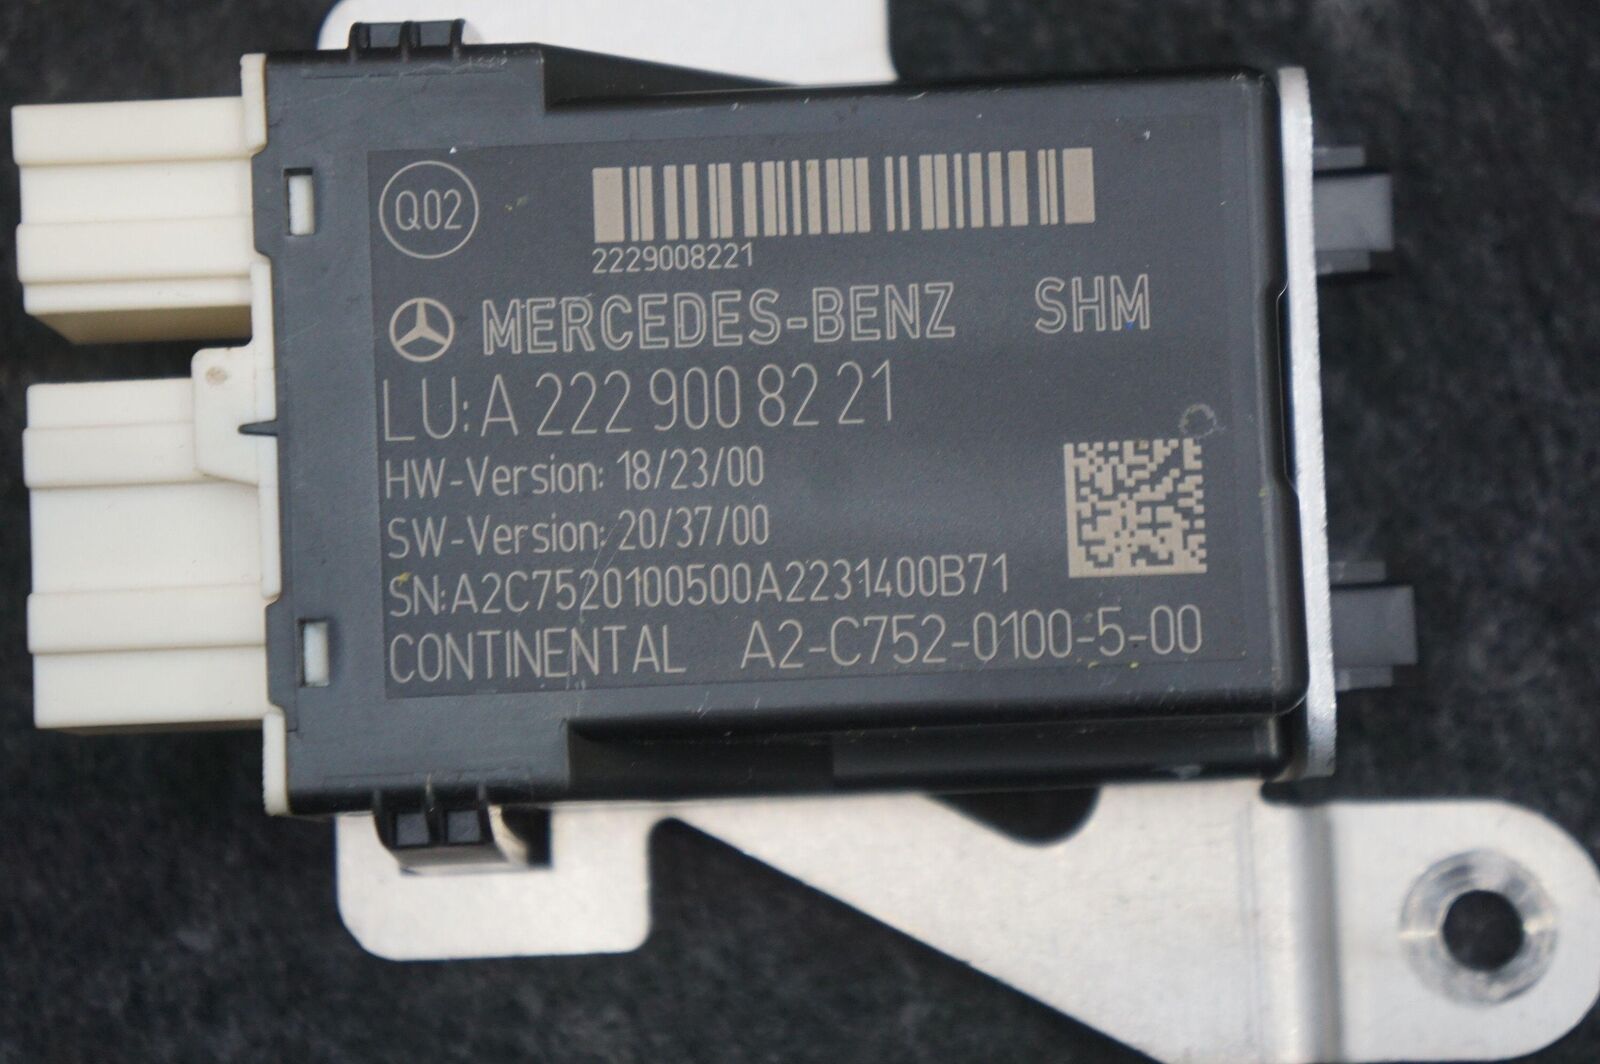 Q02
2229008221
MERCEDES-BENZ SHM
LU: A 222 900 82 21
HW-Version: 18/23/00
SW-Version: 20/37/00
SN:A2C7520100500A2231400B71
CONTINENTAL A2-C752-0100-5-00